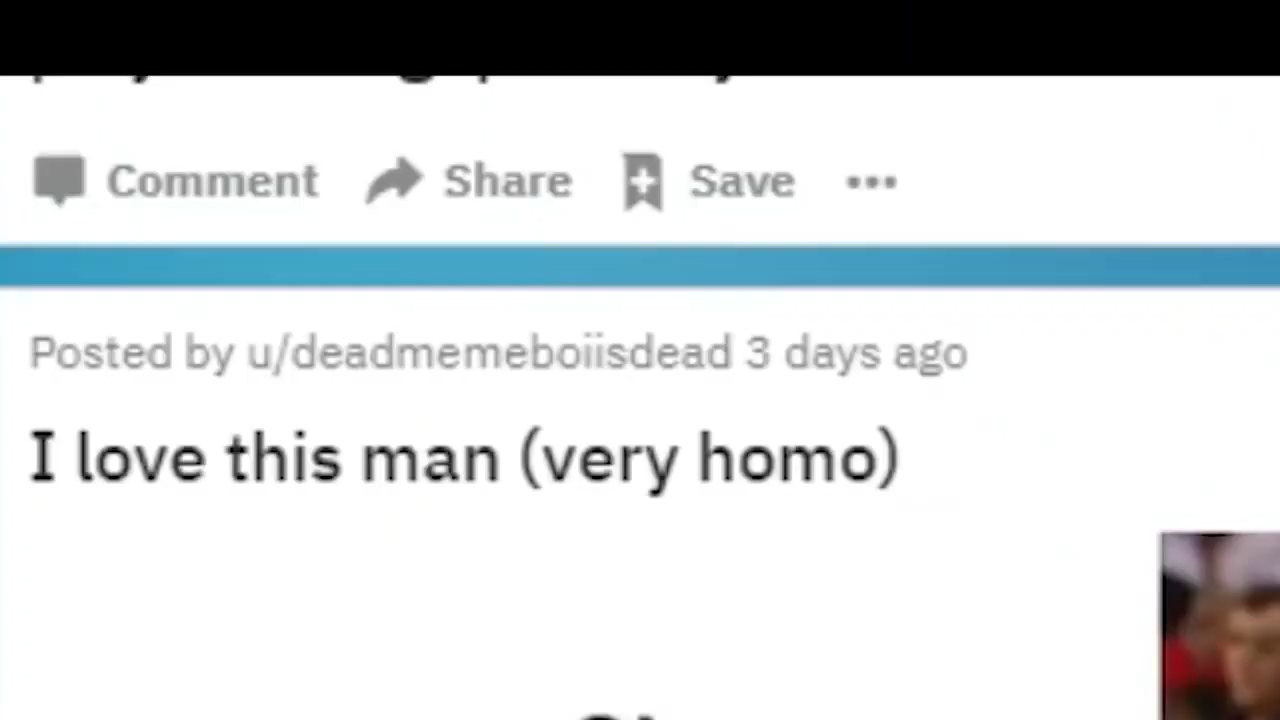 Comment Share Save
Posted by u/deadmemeboiisdead 3 days ago
I love this man (very homo)